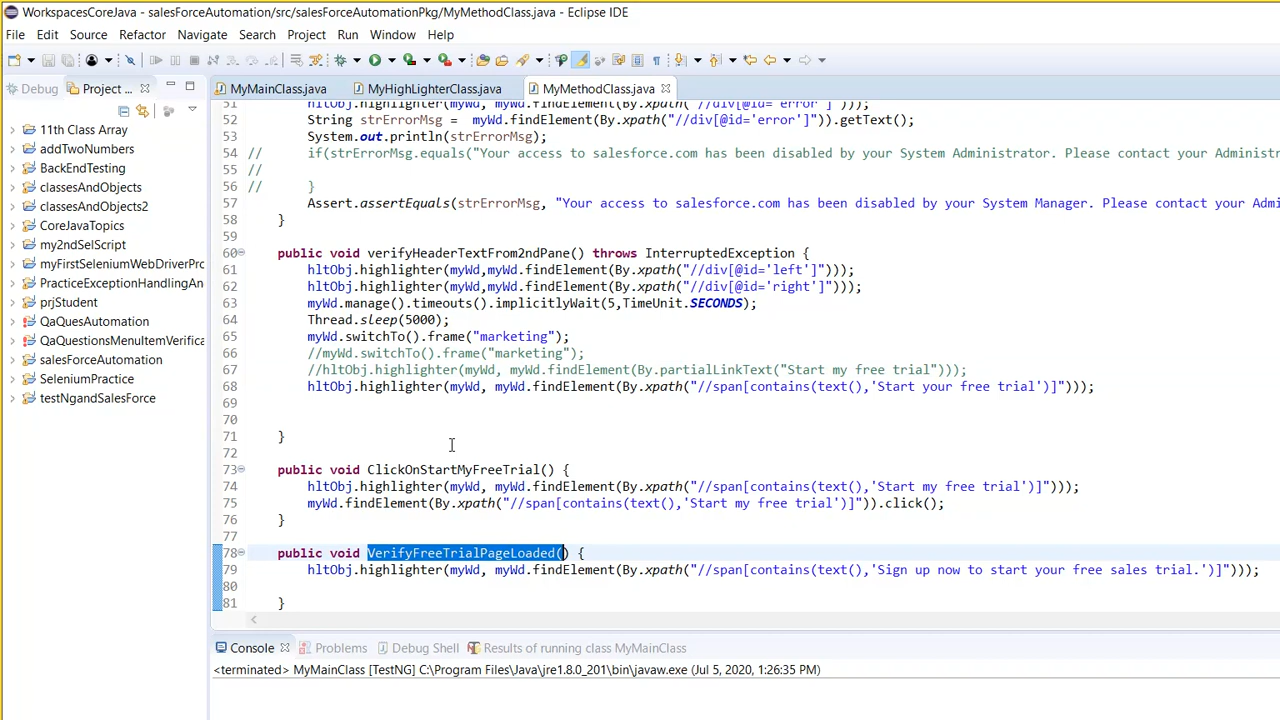 WorkspacesCoreJava - salesForceAutomation/src/salesForceAutomationPkg/MyMethodClass.java - Eclipse IDE
File Edit Source Refactor Navigate Search Project Run Window Help
Debug Project ... MyMainClass.java MyHighLighterClass.java MyMethodClass.java
11th Class Array
addTwoNumbers
BackEndTesting
classesAndObjects
classesAndObjects2
CoreJavaTopics
my2ndSelScript
myFirstSeleniumWebDriverPro
PracticeExceptionHandlingAn
prjStudent
QaQuesAutomation
QaQuestionsMenuItemVerifica
salesForceAutomation
SeleniumPractice
testNgandSalesForce
51 hltObj.highlighter(myWd, myWd.findElement(By.xpath("//div[@id='error']")));
52 String strErrorMsg = myWd.findElement(By.xpath("//div[@id='error']")).getText();
53 System.out.println(strErrorMsg);
54 // if(strErrorMsg.equals("Your access to salesforce.com has been disabled by your System Administrator. Please contact your Administr
55 //
56 // }
57 Assert.assertEquals(strErrorMsg, "Your access to salesforce.com has been disabled by your System Manager. Please contact your Admi
58 }
59
60 public void verifyHeaderTextFrom2ndPane() throws InterruptedException {
61 hltObj.highlighter(myWd,myWd.findElement(By.xpath("//div[@id='left']")));
62 hltObj.highlighter(myWd,myWd.findElement(By.xpath("//div[@id='right']")));
63 myWd.manage().timeouts().implicitlyWait(5,TimeUnit.SECONDS);
64 Thread.sleep(5000);
65 myWd.switchTo().frame("marketing");
66 //myWd.switchTo().frame("marketing");
67 //hltObj.highlighter(myWd, myWd.findElement(By.partialLinkText("Start my free trial")));
68 hltObj.highlighter(myWd, myWd.findElement(By.xpath("//span[contains(text(),'Start your free trial')]")));
69
70
71 }
72
73 public void ClickOnStartMyFreeTrial() {
74 hltObj.highlighter(myWd, myWd.findElement(By.xpath("//span[contains(text(),'Start my free trial')]")));
75 myWd.findElement(By.xpath("//span[contains(text(),'Start my free trial')]")).click();
76 }
77
78 public void VerifyFreeTrialPageLoaded() {
79 hltObj.highlighter(myWd, myWd.findElement(By.xpath("//span[contains(text(),'Sign up now to start your free sales trial.')]")));
80
81 }
Console Problems Debug Shell Results of running class MyMainClass
<terminated> MyMainClass [TestNG] C:\Program Files\Java\jre1.8.0_201\bin\javaw.exe (Jul 5, 2020, 1:26:35 PM)